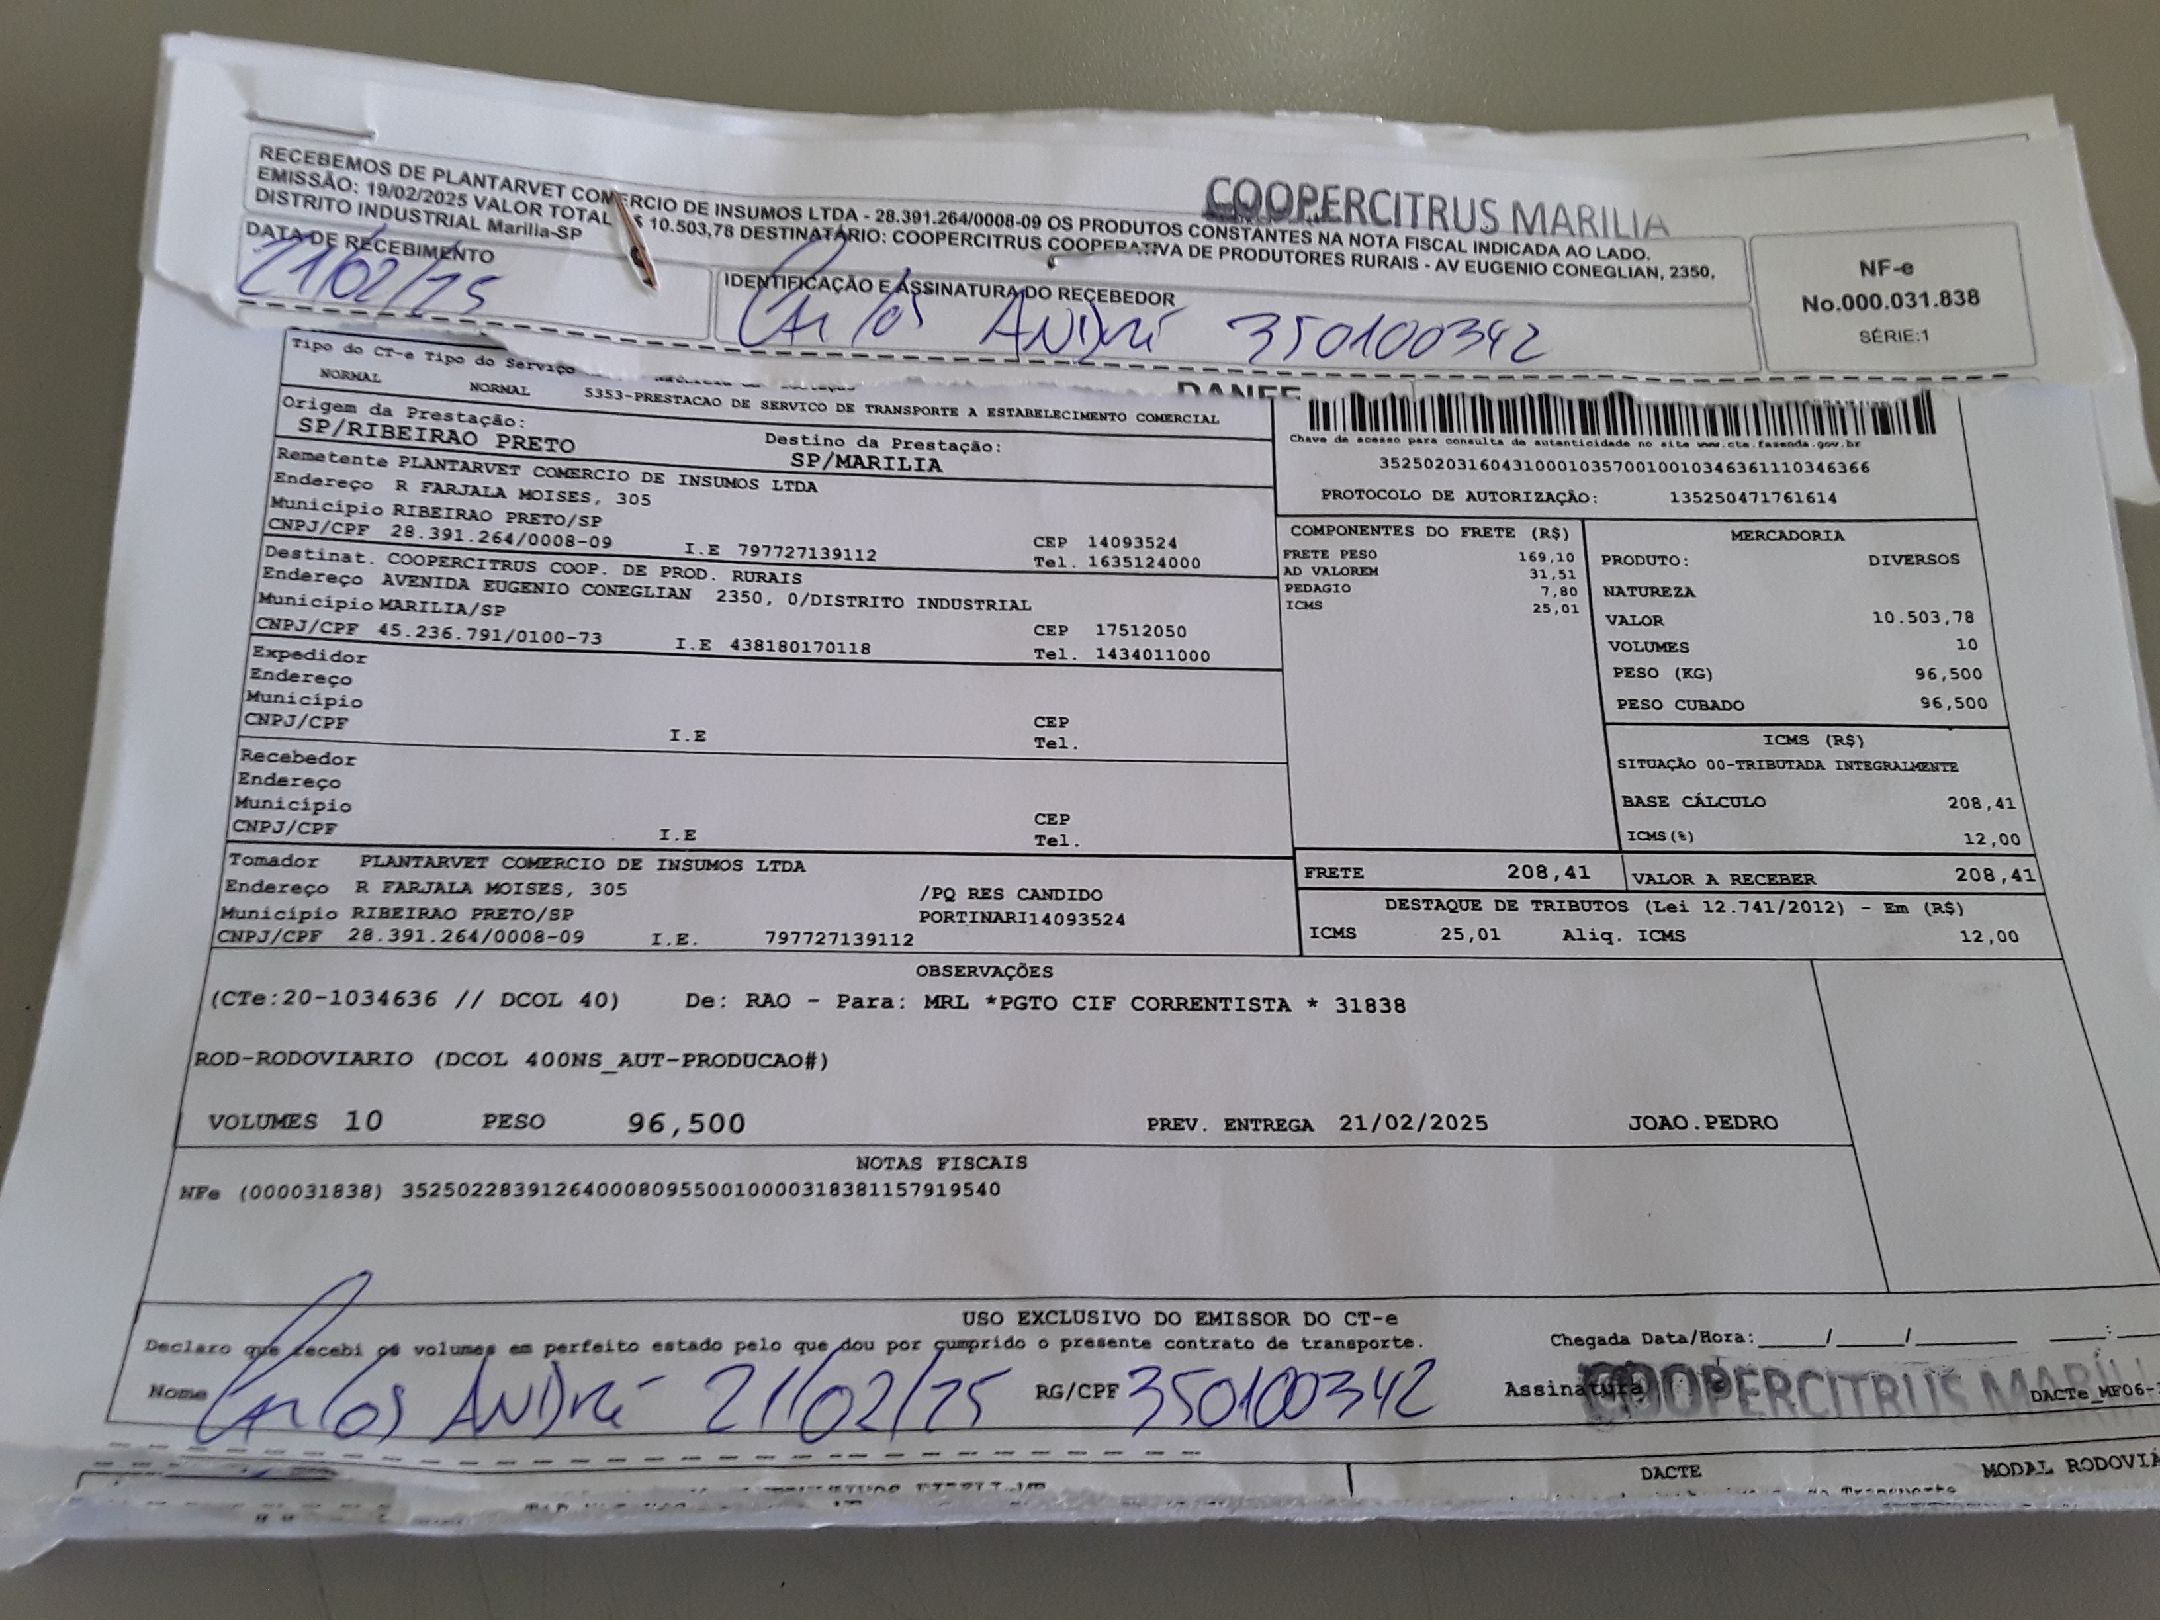 COOPERCITRUS MARILIA
RECEBEMOS DE PLANTARVET COMERCIO DE INSUMOS LTDA - 28.391.264/0008-09 OS PRODUTOS CONSTANTES NA NOTA FISCAL INDICADA AO LADO.
EMISSÃO: 19/02/2025 VALOR TOTAL $ 10.503,78 DESTINATÁRIO: COOPERCITRUS COOPERATIVA DE PRODUTORES RURAIS - AV EUGENIO CONEGLIAN, 2350,
DISTRITO INDUSTRIAL Marilia-SP
DATA DE RECEBIMENTO
21/02/25
IDENTIFICAÇÃO E ASSINATURA DO RECEBEDOR
Carlos André 350100342
NF-e
No.000.031.838
SÉRIE:1
DANFE
Tipo do CT-e Tipo do Serviço
NORMAL NORMAL 5353-PRESTACAO DE SERVICO DE TRANSPORTE A ESTABELECIMENTO COMERCIAL
Origem da Prestação: Destino da Prestação:
SP/RIBEIRAO PRETO SP/MARILIA
Remetente PLANTARVET COMERCIO DE INSUMOS LTDA
Endereço R FARJALA MOISES, 305
Município RIBEIRAO PRETO/SP CEP 14093524
CNPJ/CPF 28.391.264/0008-09 I.E 797727139112 Tel. 1635124000
Destinat. COOPERCITRUS COOP. DE PROD. RURAIS
Endereço AVENIDA EUGENIO CONEGLIAN 2350, 0/DISTRITO INDUSTRIAL
Município MARILIA/SP CEP 17512050
CNPJ/CPF 45.236.791/0100-73 I.E 438180170118 Tel. 1434011000
Expedidor
Endereço
Município CEP
CNPJ/CPF I.E Tel.
Recebedor
Endereço
Município CEP
CNPJ/CPF I.E Tel.
Tomador PLANTARVET COMERCIO DE INSUMOS LTDA
Endereço R FARJALA MOISES, 305 /PQ RES CANDIDO
Município RIBEIRAO PRETO/SP PORTINARI14093524
CNPJ/CPF 28.391.264/0008-09 I.E. 797727139112
Chave de acesso para consulta de autenticidade no site www.cte.fazenda.gov.br
35250203160431000103570010010346361110346366
PROTOCOLO DE AUTORIZAÇÃO: 135250471761614
COMPONENTES DO FRETE (R$)
FRETE PESO 169,10
AD VALOREM 31,51
PEDAGIO 7,80
ICMS 25,01
MERCADORIA
PRODUTO: DIVERSOS
NATUREZA
VALOR 10.503,78
VOLUMES 10
PESO (KG) 96,500
PESO CUBADO 96,500
ICMS (R$)
SITUAÇÃO 00-TRIBUTADA INTEGRALMENTE
BASE CÁLCULO 208,41
ICMS(%) 12,00
FRETE 208,41 VALOR A RECEBER 208,41
DESTAQUE DE TRIBUTOS (Lei 12.741/2012) - Em (R$)
ICMS 25,01 Aliq. ICMS 12,00
OBSERVAÇÕES
(CTe:20-1034636 // DCOL 40) De: RAO - Para: MRL *PGTO CIF CORRENTISTA * 31838
ROD-RODOVIARIO (DCOL 400NS_AUT-PRODUCAO#)
VOLUMES 10 PESO 96,500 PREV. ENTREGA 21/02/2025 JOAO.PEDRO
NOTAS FISCAIS
NFe (000031838) 35250228391264000809550010000318381157919540
USO EXCLUSIVO DO EMISSOR DO CT-e
Declaro que recebi os volumes em perfeito estado pelo que dou por cumprido o presente contrato de transporte. Chegada Data/Hora:____/____/______ ___:___
Nome Carlos André 21/02/25 RG/CPF 350100342 Assinatura COOPERCITRUS MARILIA
DACTe_MF06-
DACTE MODAL RODOVIÁ